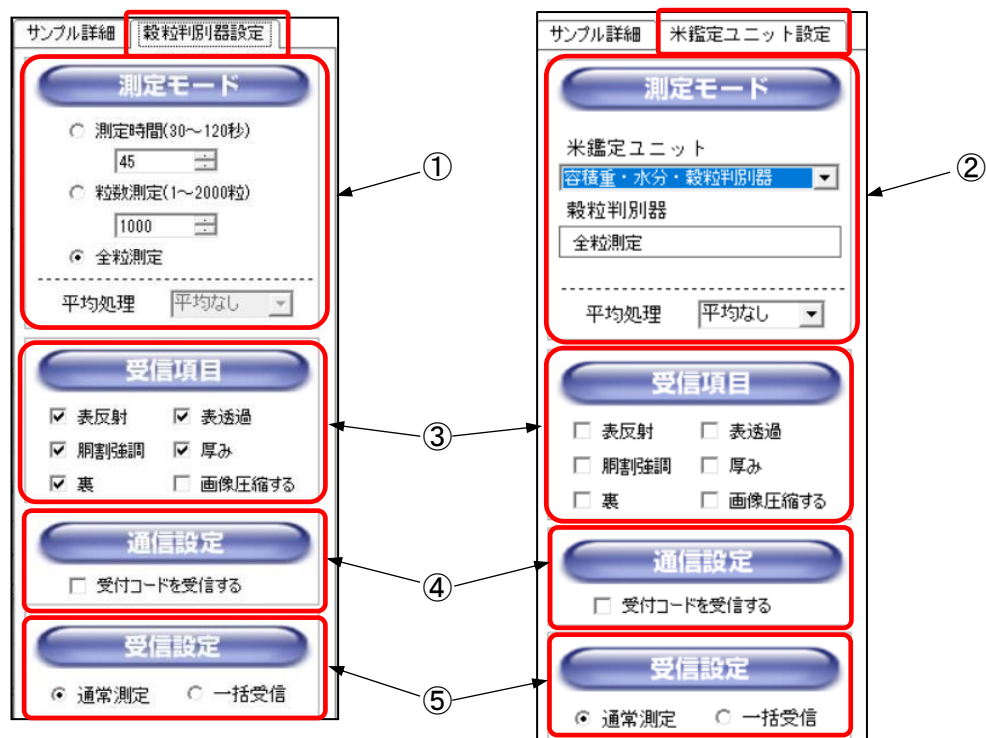 サンプル詳細 穀粒判別器設定
測定モード
測定時間(30～120秒)
45
粒数測定(1～2000粒)
1000
全粒測定
平均処理 平均なし
受信項目
表反射 表透過
胴割強調 厚み
裏 画像圧縮する
通信設定
受付コードを受信する
受信設定
通常測定 一括受信
①
③
④
⑤
サンプル詳細 米鑑定ユニット設定
測定モード
米鑑定ユニット
容積重・水分・穀粒判別器
穀粒判別器
全粒測定
平均処理 平均なし
受信項目
表反射 表透過
胴割強調 厚み
裏 画像圧縮する
通信設定
受付コードを受信する
受信設定
通常測定 一括受信
②